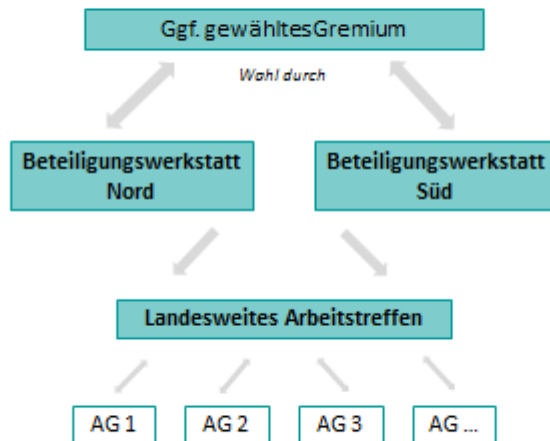 Ggf. gewähltesGremium
Wahl durch
Beteiligungswerkstatt
Nord
Beteiligungswerkstatt
Süd
Landesweites Arbeitstreffen
AG 1
AG 2
AG 3
AG ...